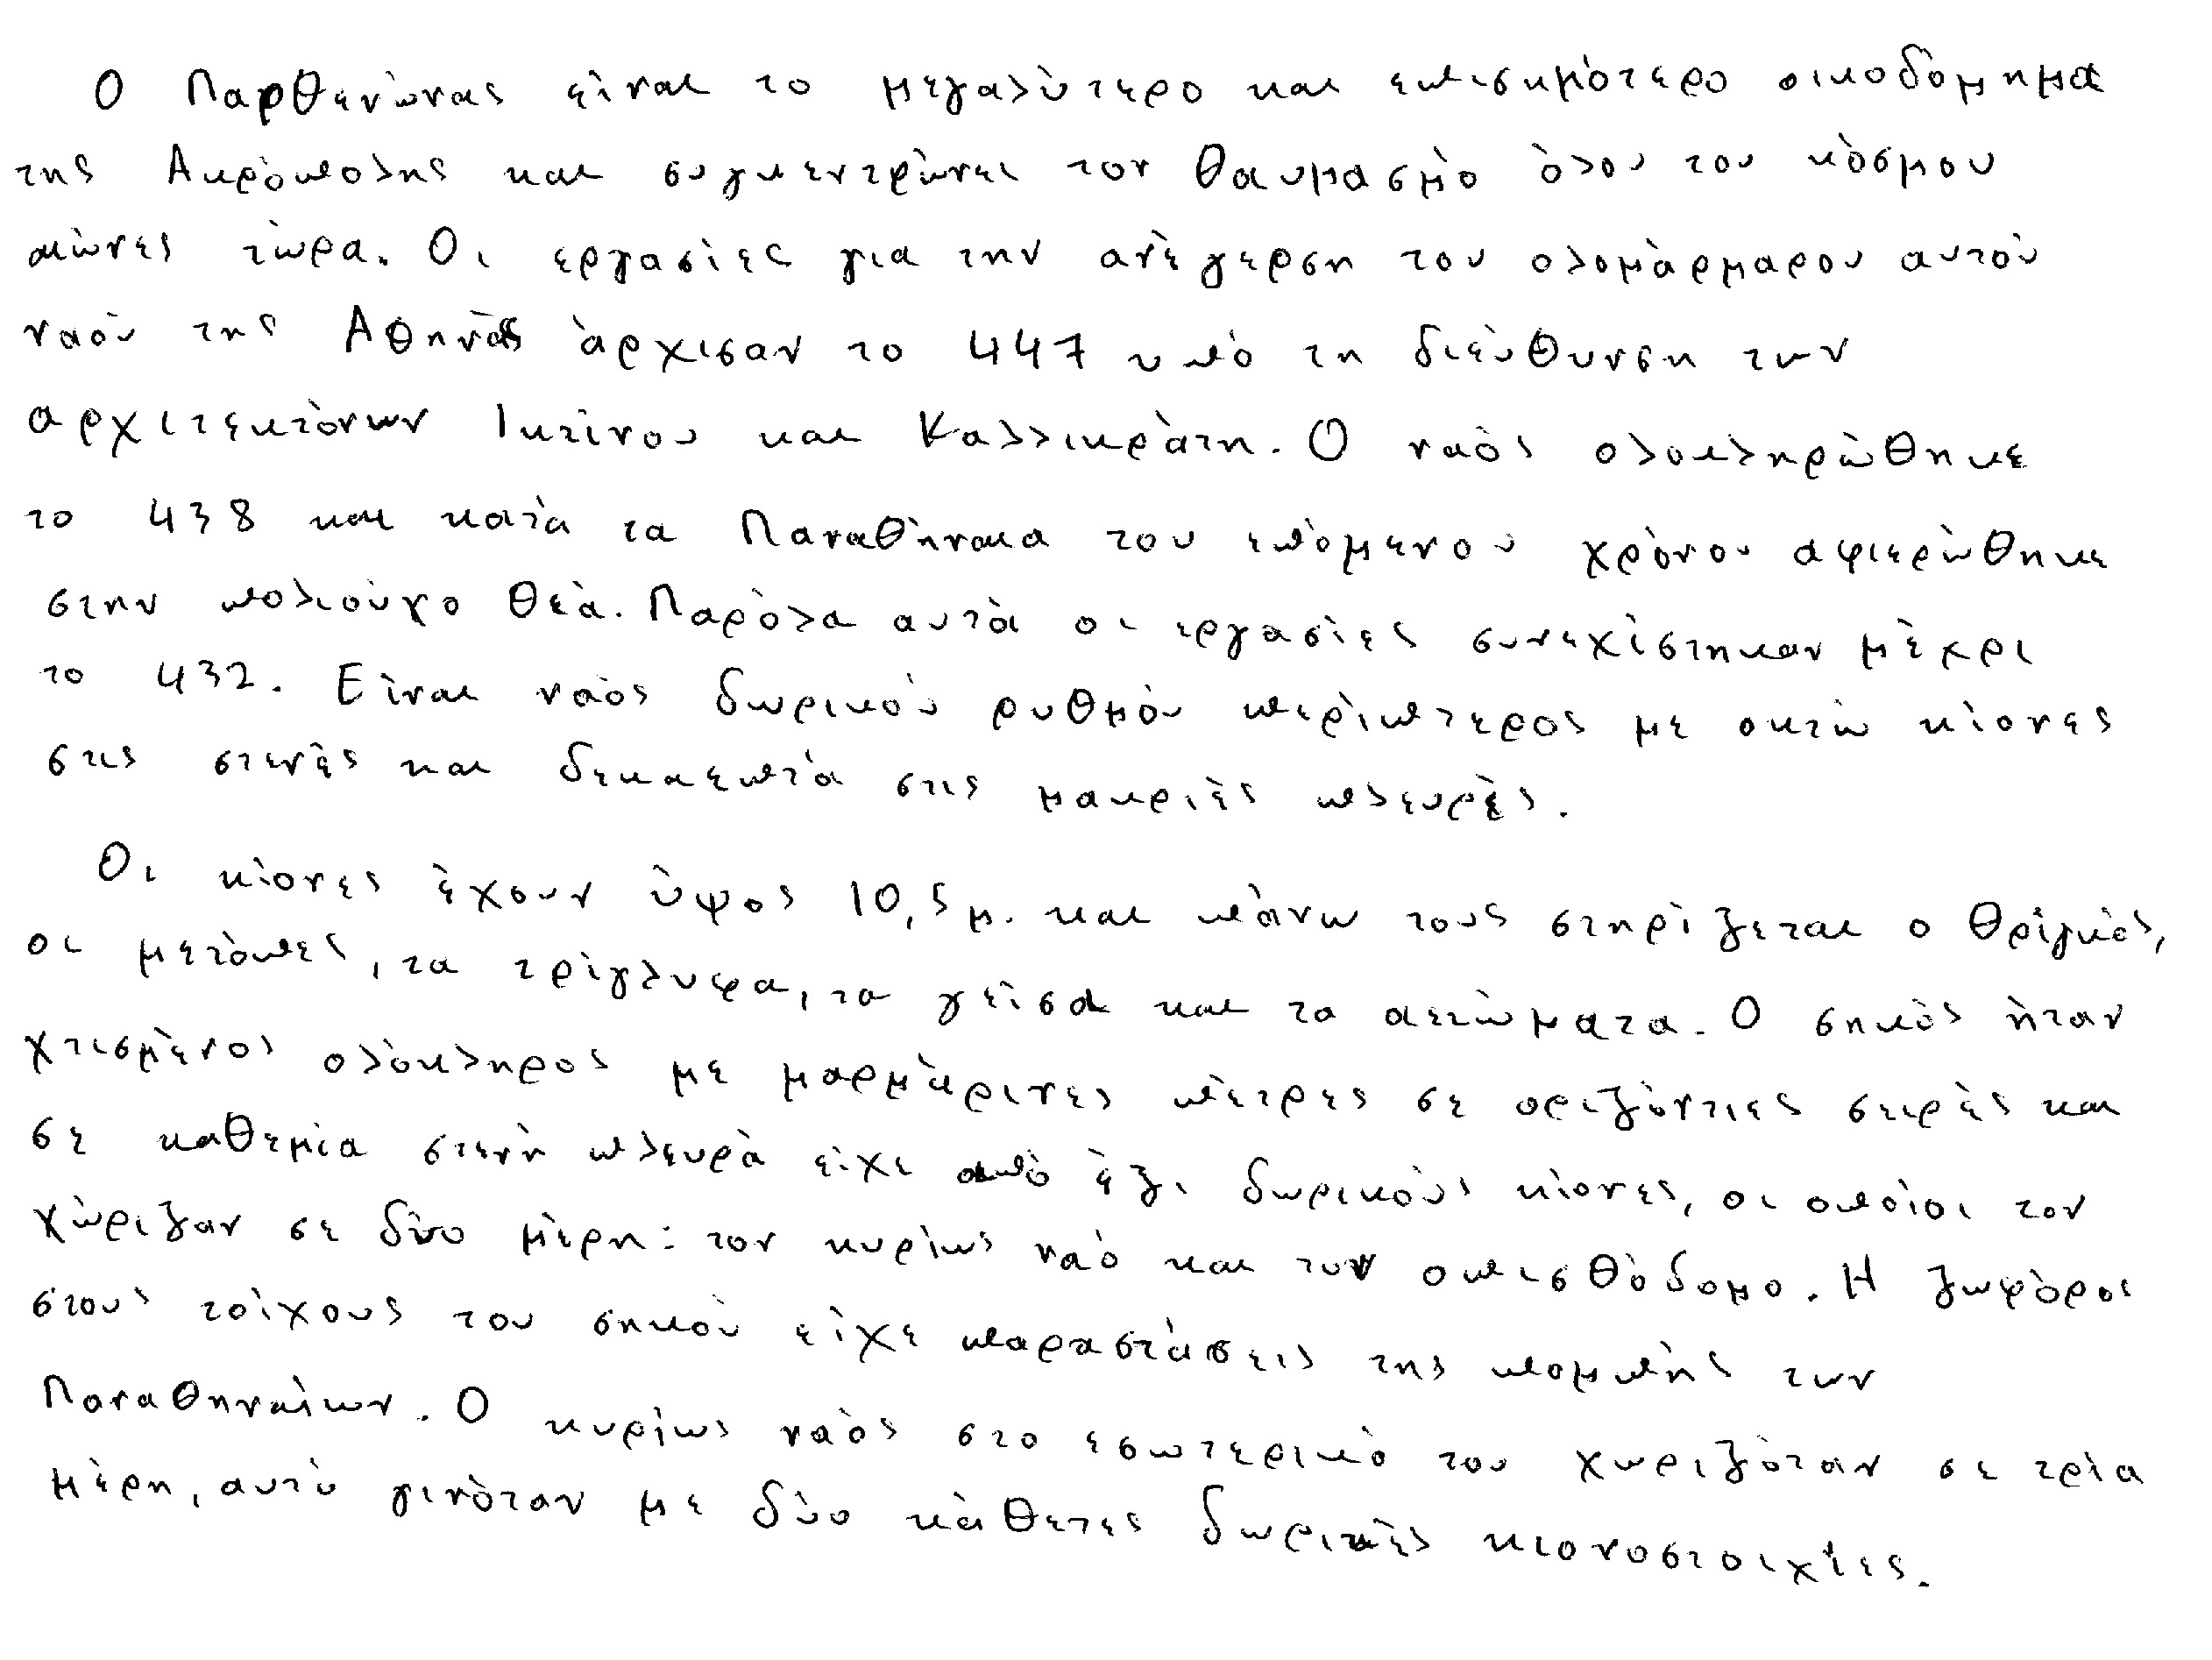 Ο Παρθενώνας είναι το μεγαλύτερο και επισημότερο οικοδόμημα
της Ακρόπολης και συγκεντρώνει τον θαυμασμό όλου του κόσμου
αιώνες τώρα. Οι εργασίες για την ανέγερση του ολομάρμαρου αυτού
ναού της Αθηνάς άρχισαν το 447 υπό τη διεύθυνση των
αρχιτεκτόνων Ικτίνου και Καλλικράτη. Ο ναός ολοκληρώθηκε
το 438 και κατά τα Παναθήναια του επόμενου χρόνου αφιερώθηκε
στην πολιούχο θεά. Παρόλα αυτά οι εργασίες συνεχίστηκαν μέχρι
το 432. Είναι ναός δωρικού ρυθμού περίπτερος με οκτώ κίονες
στις στενές και δεκαεπτά στις μακριές πλευρές.
Οι κίονες έχουν ύψος 10,5 μ. και πάνω τους στηρίζεται ο θριγκός,
οι μετόπες, τα τρίγλυφα, τα γείσα και τα αετώματα. Ο σηκός ήταν
χτισμένος ολόκληρος με μαρμάρινες πέτρες σε οριζόντιες σειρές και
σε καθεμία στενή πλευρά είχε από έξι δωρικούς κίονες, οι οποίοι τον
χώριζαν σε δύο μέρη: τον κυρίως ναό και τον οπισθόδομο. Η ζωφόρος
στους τοίχους του σηκού είχε παραστάσεις της πομπής των
Παναθηναίων. Ο κυρίως ναός στο εσωτερικό του χωριζόταν σε τρία
μέρη, αυτό γινόταν με δύο κάθετες δωρικές κιονοστοιχίες.